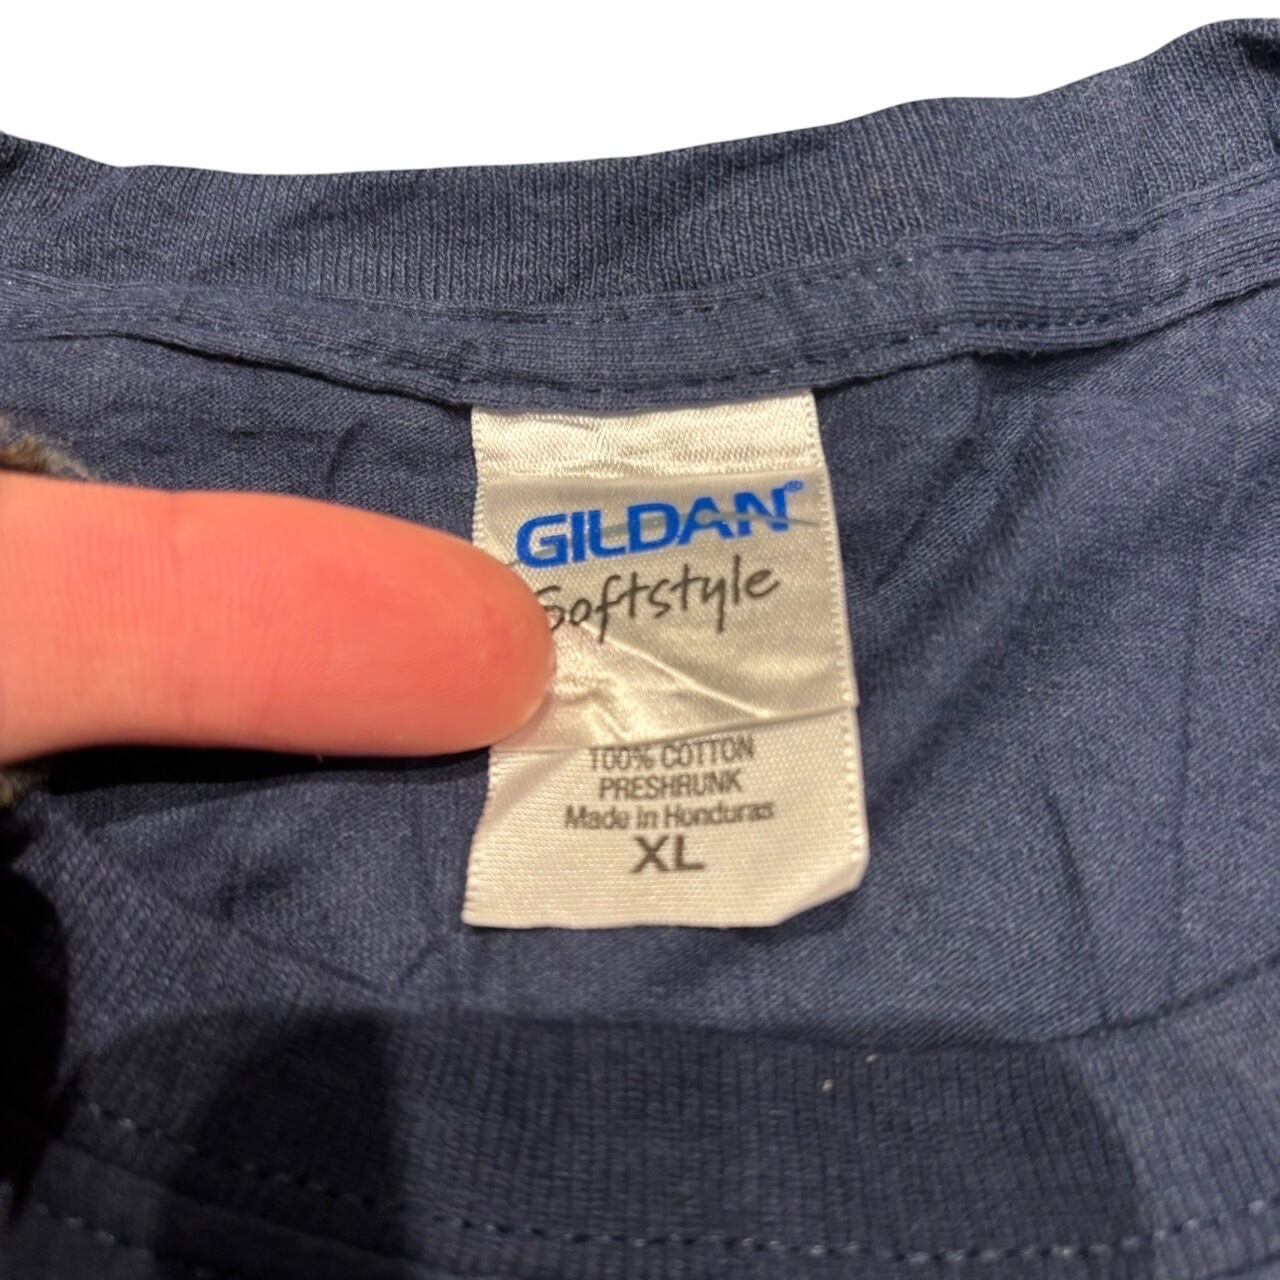 GILDAN®
Softstyle
100% COTTON
PRESHRUNK
Made in Honduras
XL